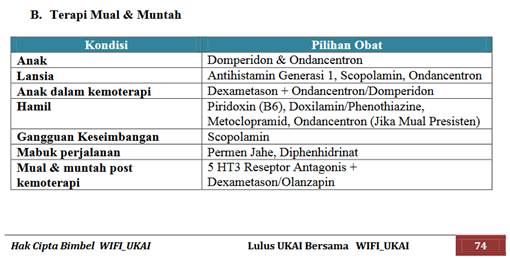 B. Terapi Mual & Muntah
Kondisi Pilihan Obat
Anak Domperidon & Ondancentron
Lansia Antihistamin Generasi 1, Scopolamin, Ondancentron
Anak dalam kemoterapi Dexametason + Ondancentron/Domperidon
Hamil Piridoxin (B6), Doxilamin/Phenothiazine,
Metoclopramid, Ondancentron (Jika Mual Presisten)
Gangguan Keseimbangan Scopolamin
Mabuk perjalanan Permen Jahe, Diphenhidrinat
Mual & muntah post 5 HT3 Reseptor Antagonis +
kemoterapi Dexametason/Olanzapin
Hak Cipta Bimbel WIFI_UKAI Lulus UKAI Bersama WIFI_UKAI 74